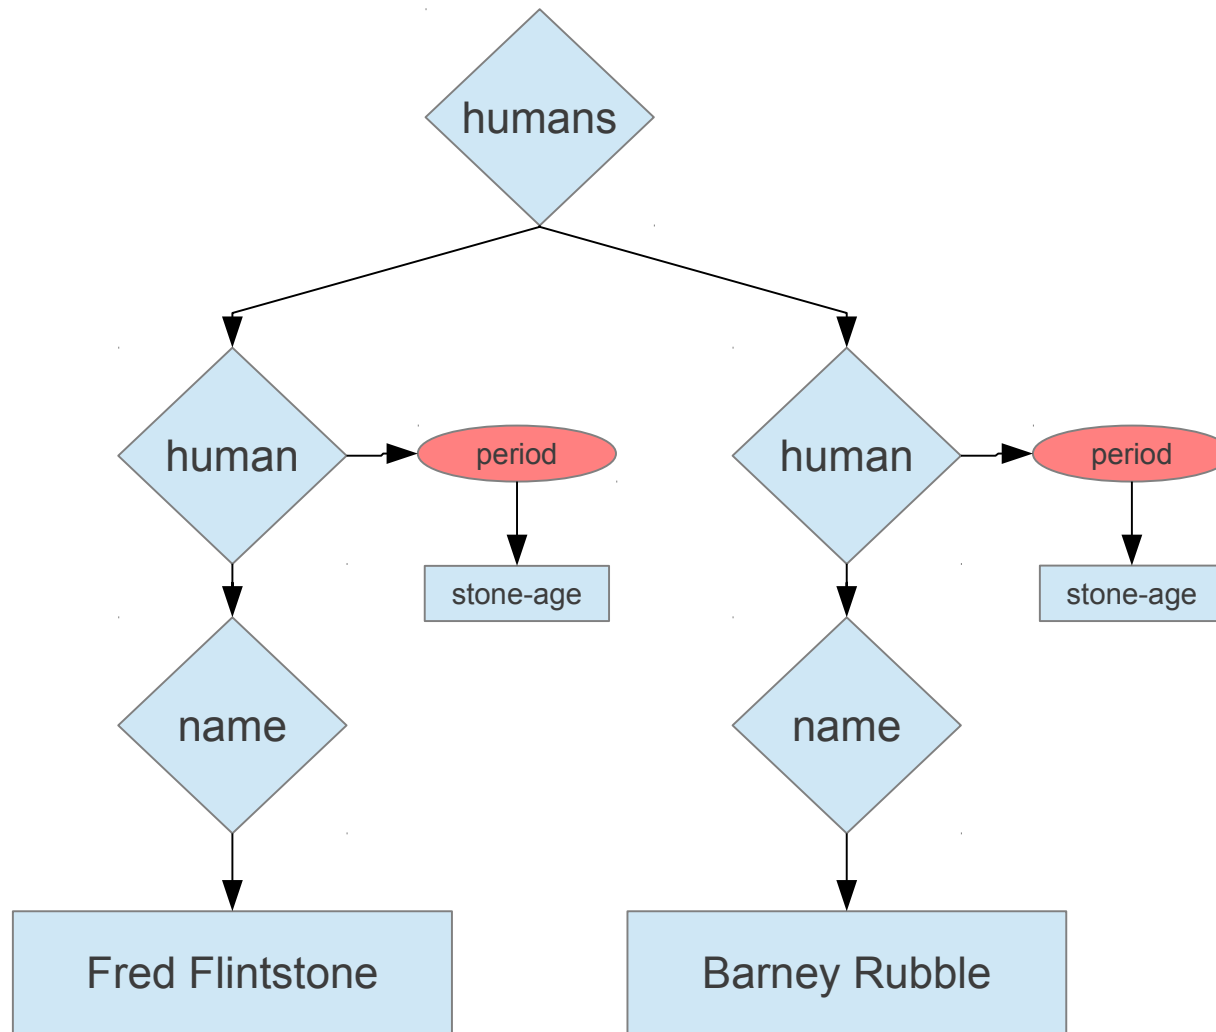 humans
human
period
human
period
stone-age
stone-age
name
name
Fred Flintstone
Barney Rubble